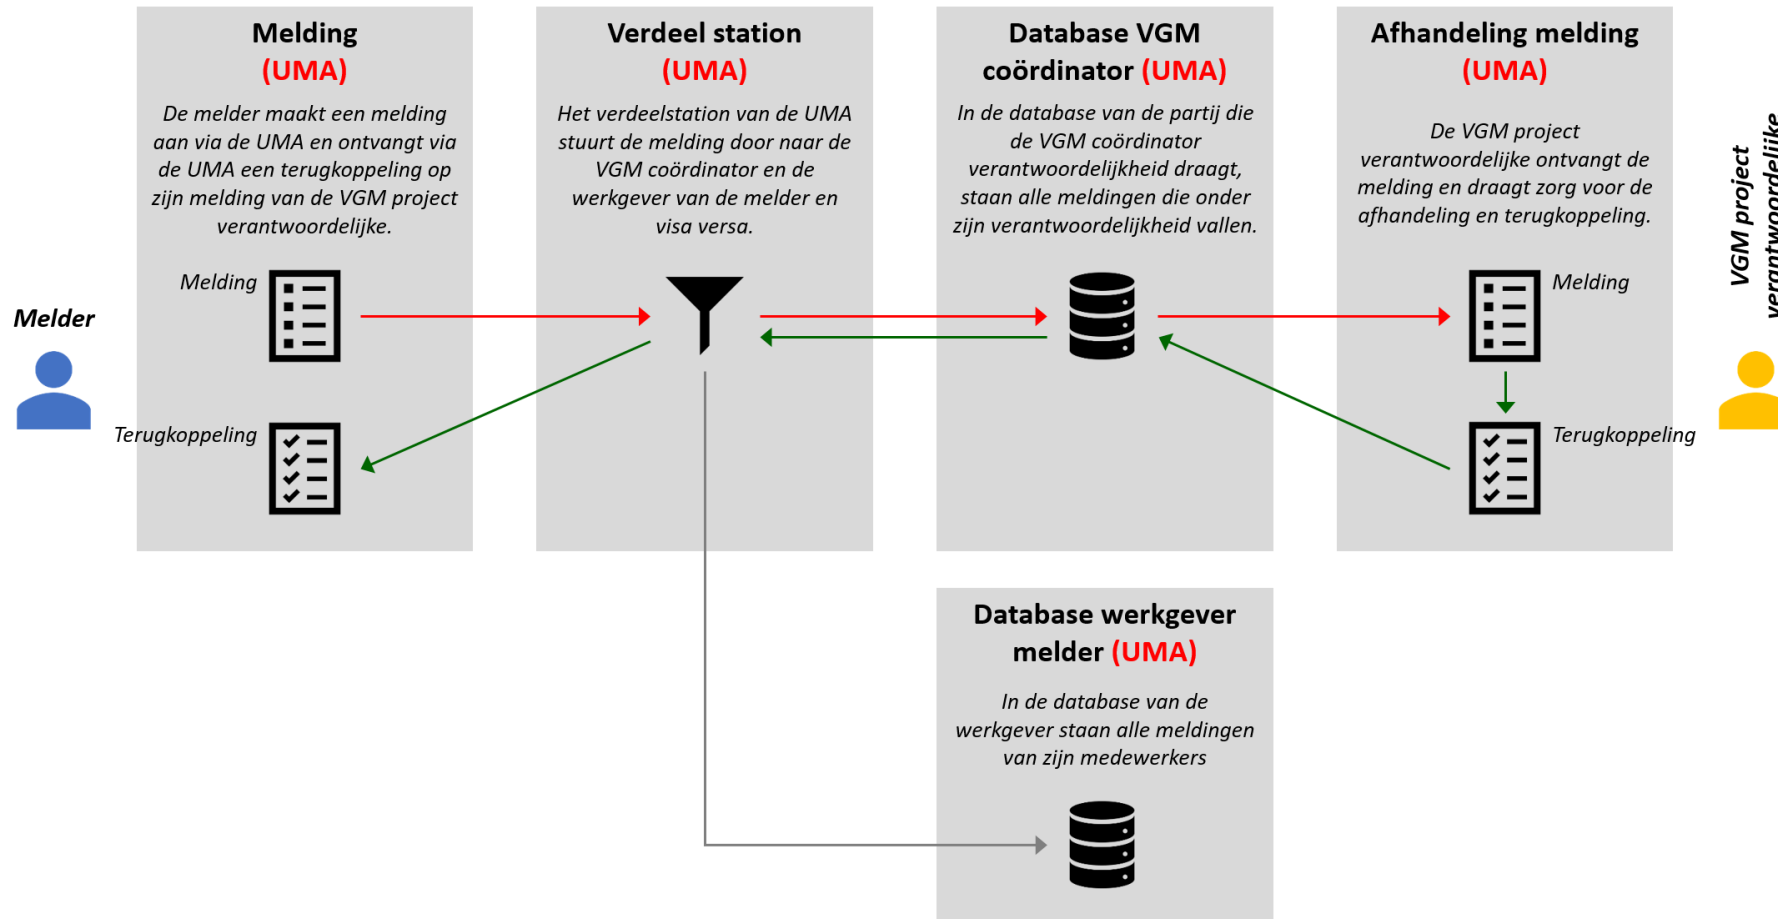 Melding
(UMA)
De melder maakt een melding
aan via de UMA en ontvangt via
de UMA een terugkoppeling op
zijn melding van de VGM project
verantwoordelijke.
Melding
Terugkoppeling
Melder
Verdeel station
(UMA)
Het verdeelstation van de UMA
stuurt de melding door naar de
VGM coördinator en de
werkgever van de melder en
visa versa.
Database VGM
coördinator (UMA)
In de database van de partij die
de VGM coördinator
verantwoordelijkheid draagt,
staan alle meldingen die onder
zijn verantwoordelijkheid vallen.
Afhandeling melding
(UMA)
De VGM project
verantwoordelijke ontvangt de
melding en draagt zorg voor de
afhandeling en terugkoppeling.
Melding
Terugkoppeling
VGM project
verantwoordelijke
Database werkgever
melder (UMA)
In de database van de
werkgever staan alle meldingen
van zijn medewerkers